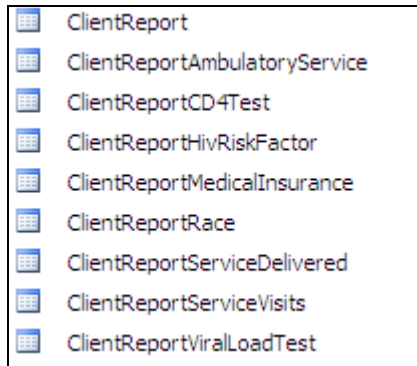 ClientReport
ClientReportAmbulatoryService
ClientReportCD4Test
ClientReportHivRiskFactor
ClientReportMedicalInsurance
ClientReportRace
ClientReportServiceDelivered
ClientReportServiceVisits
ClientReportViralLoadTest